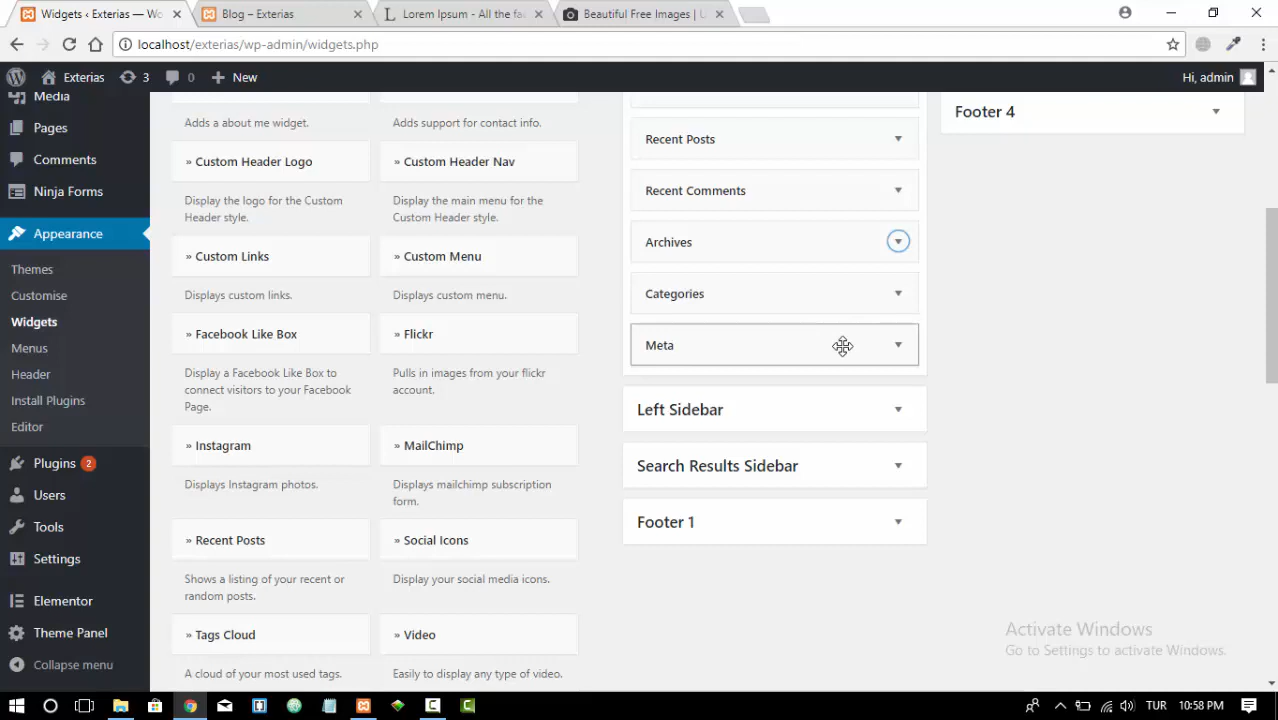 Widgets ‹ Exterias — Wo
Blog – Exterias
Lorem Ipsum - All the fa
Beautiful Free Images | U
localhost/exterias/wp-admin/widgets.php
Exterias
3
0
New
Hi, admin
Media
Pages
Comments
Ninja Forms
Appearance
Themes
Customise
Widgets
Menus
Header
Install Plugins
Editor
Plugins 2
Users
Tools
Settings
Elementor
Theme Panel
Collapse menu
Adds a about me widget.
Adds support for contact info.
» Custom Header Logo
» Custom Header Nav
Display the logo for the Custom
Header style.
Display the main menu for the
Custom Header style.
» Custom Links
» Custom Menu
Displays custom links.
Displays custom menu.
» Facebook Like Box
» Flickr
Display a Facebook Like Box to
connect visitors to your Facebook
Page.
Pulls in images from your flickr
account.
» Instagram
» MailChimp
Displays Instagram photos.
Displays mailchimp subscription
form.
» Recent Posts
» Social Icons
Shows a listing of your recent or
random posts.
Display your social media icons.
» Tags Cloud
» Video
A cloud of your most used tags.
Easily to display any type of video.
Recent Posts
Recent Comments
Archives
Categories
Meta
Left Sidebar
Search Results Sidebar
Footer 1
Footer 4
Activate Windows
Go to Settings to activate Windows.
TUR
10:58 PM